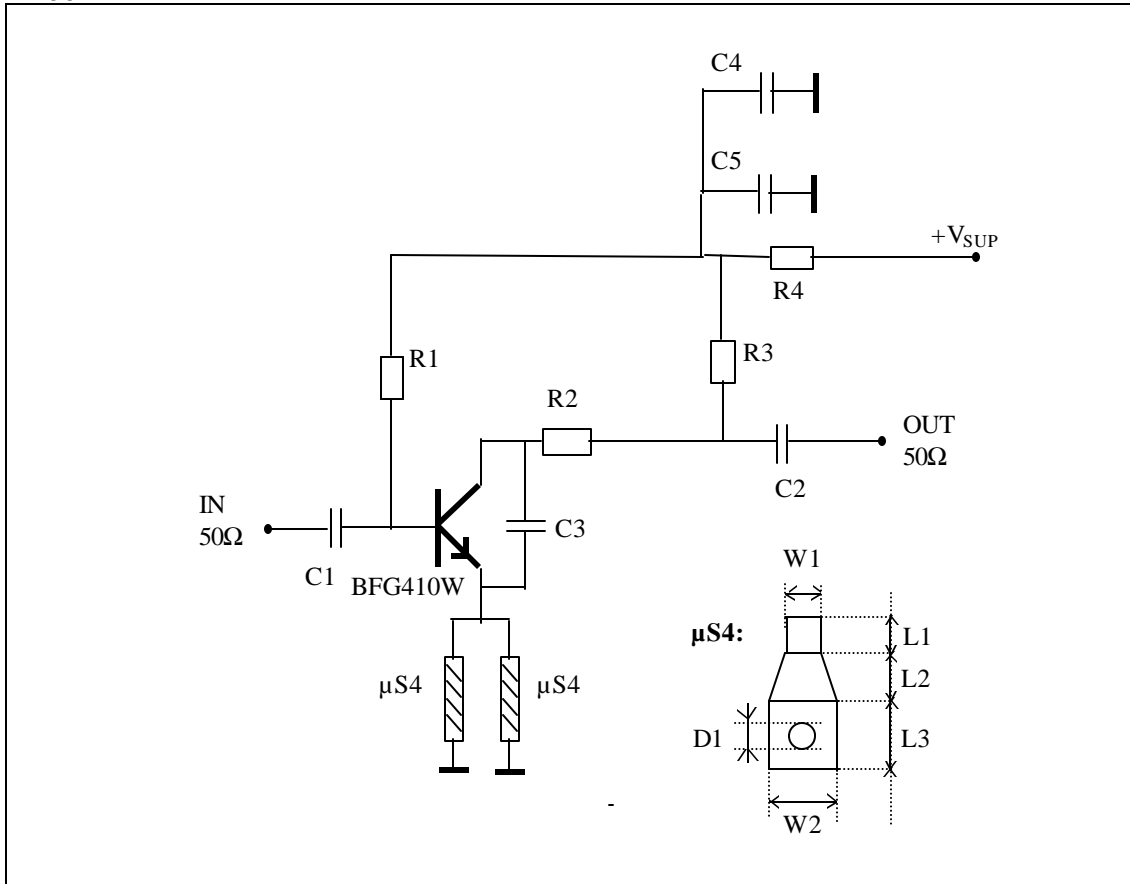 C4
C5
+VSUP
R4
R1
R3
R2
OUT
50Ω
C2
IN
50Ω
C3
C1
BFG410W
W1
µS4:
L1
µS4
µS4
L2
D1
L3
W2